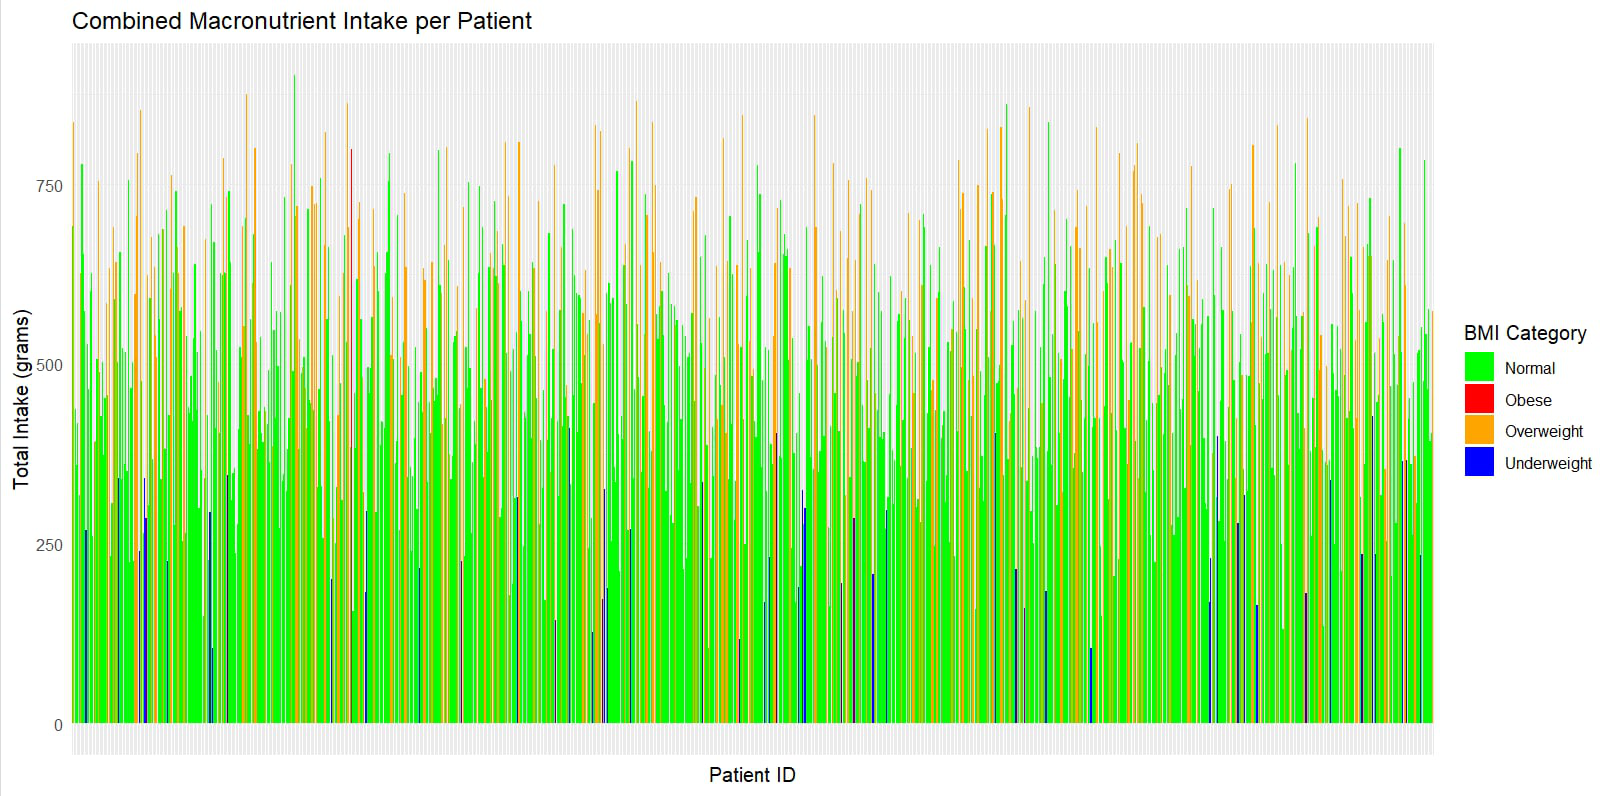 Combined Macronutrient Intake per Patient
Total Intake (grams)
750
500
250
0
Patient ID
BMI Category
Normal
Obese
Overweight
Underweight